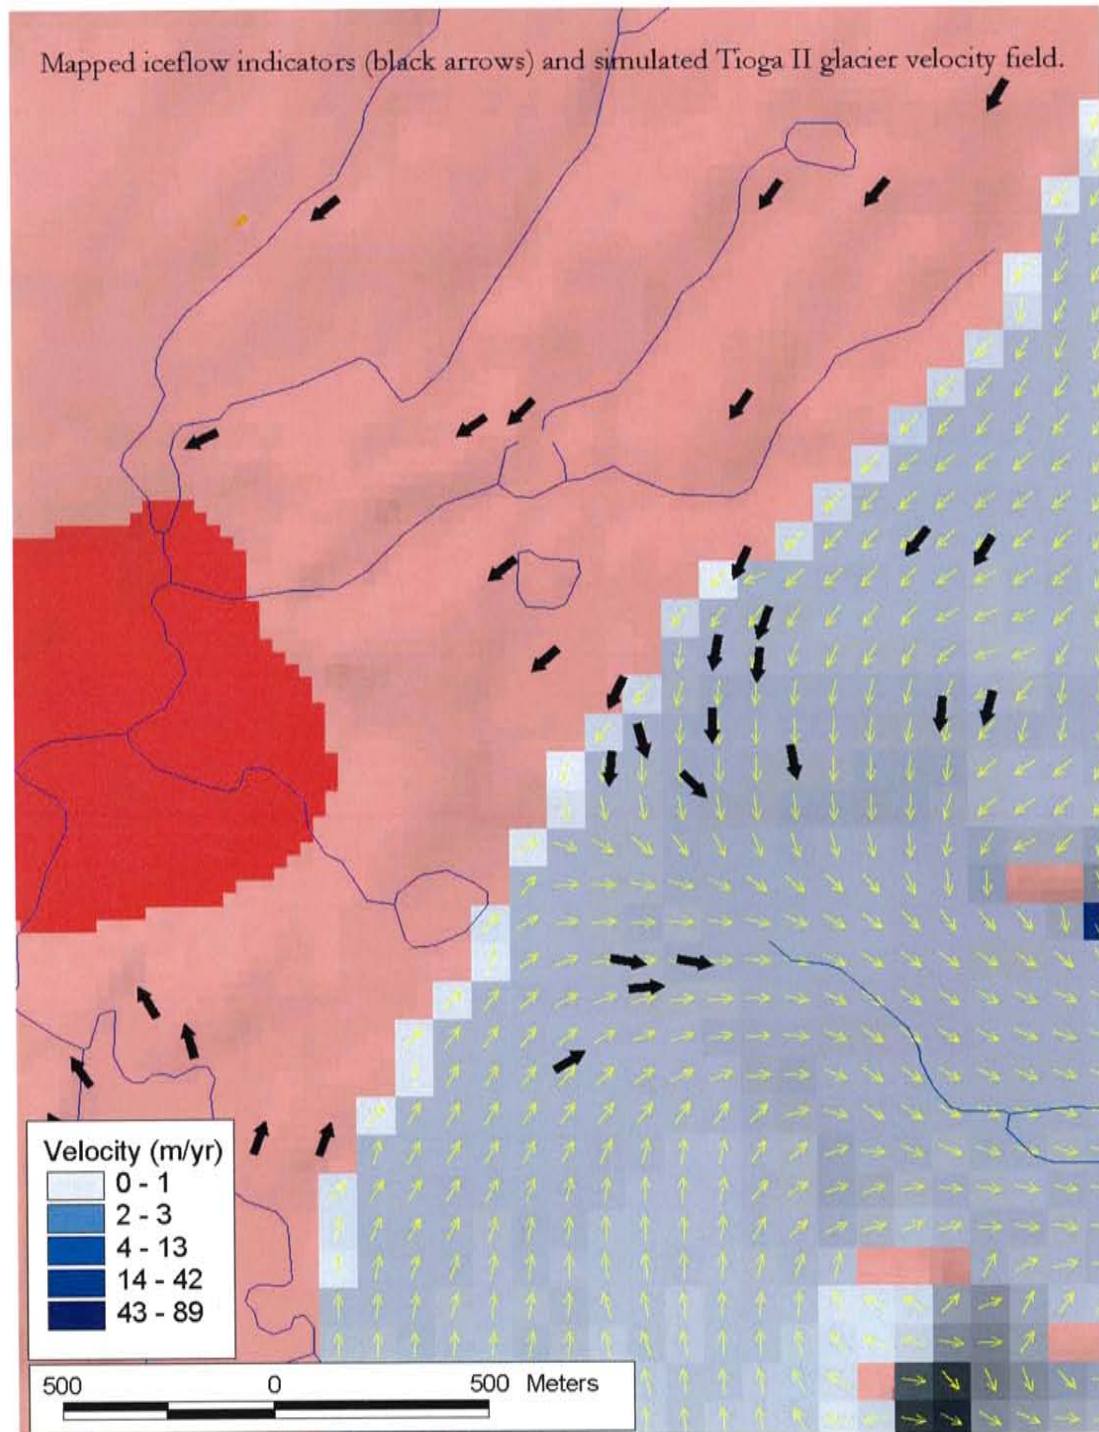 Mapped iceflow indicators (black arrows) and simulated Tioga II glacier velocity field.
Velocity (m/yr)
0 - 1
2 - 3
4 - 13
14 - 42
43 - 89
500 0 500 Meters